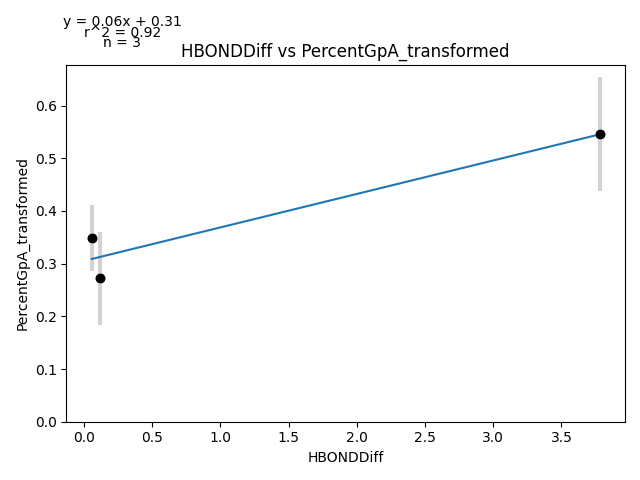 y = 0.06x + 0.31
r^2 = 0.92
n = 3
HBONDDiff vs PercentGpA_transformed
PercentGpA_transformed
0.6
0.5
0.4
0.3
0.2
0.1
0.0
0.0 0.5 1.0 1.5 2.0 2.5 3.0 3.5
HBONDDiff